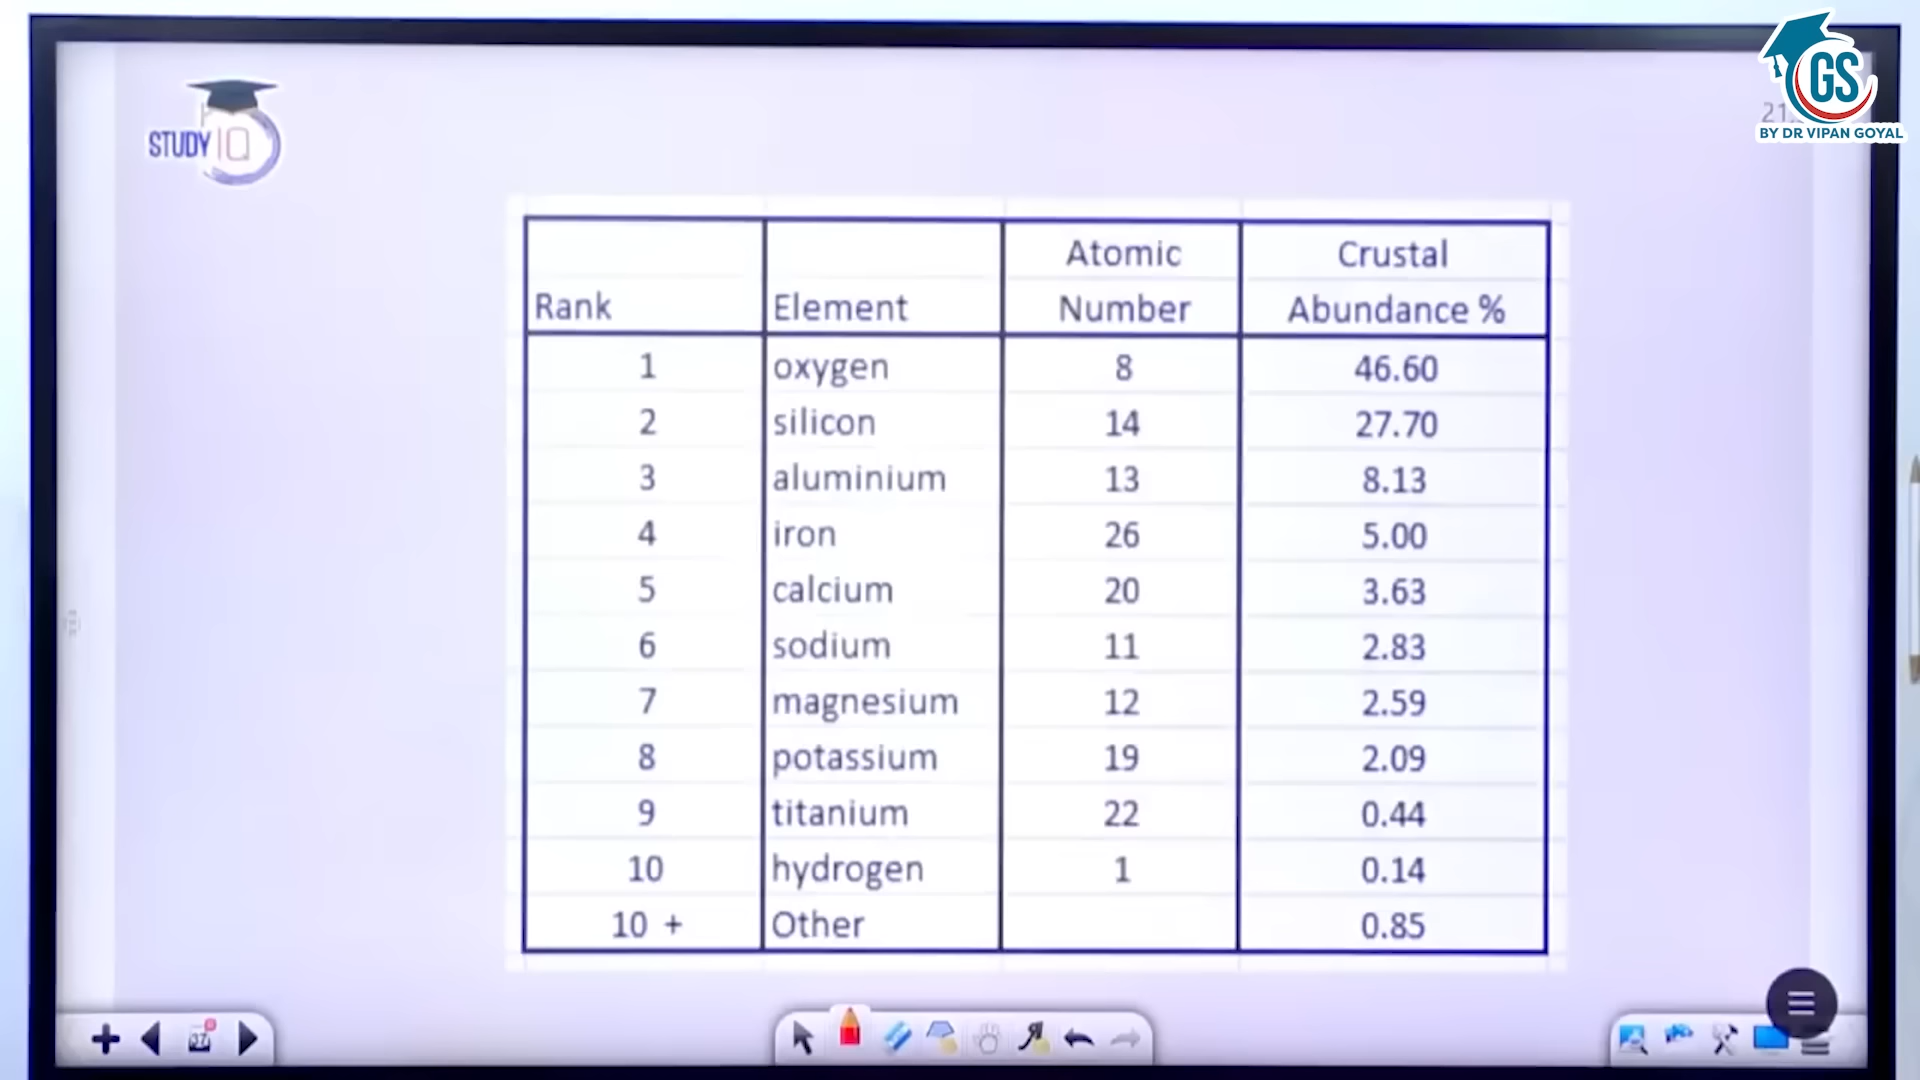 GS
BY DR VIPAN GOYAL
STUDY IQ
Rank Element Atomic Number Crustal Abundance %
1 oxygen 8 46.60
2 silicon 14 27.70
3 aluminium 13 8.13
4 iron 26 5.00
5 calcium 20 3.63
6 sodium 11 2.83
7 magnesium 12 2.59
8 potassium 19 2.09
9 titanium 22 0.44
10 hydrogen 1 0.14
10 + Other 0.85